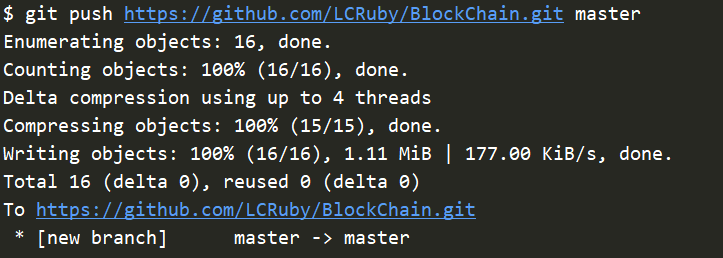 $ git push https://github.com/LCRuby/BlockChain.git master
Enumerating objects: 16, done.
Counting objects: 100% (16/16), done.
Delta compression using up to 4 threads
Compressing objects: 100% (15/15), done.
Writing objects: 100% (16/16), 1.11 MiB | 177.00 KiB/s, done.
Total 16 (delta 0), reused 0 (delta 0)
To https://github.com/LCRuby/BlockChain.git
 * [new branch]      master -> master